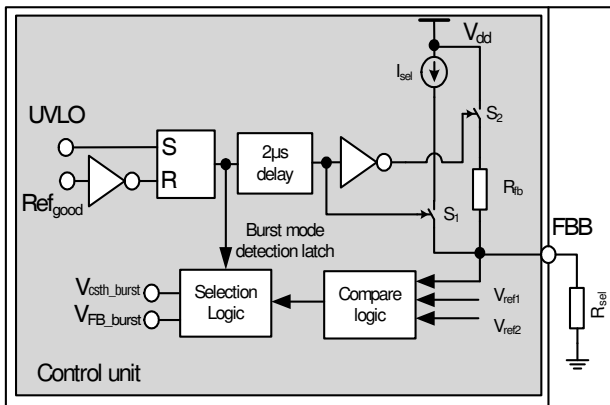 Vdd
Isel
UVLO
S
R
2µs
delay
S2
Refgood
Rfb
S1
FBB
Burst mode
detection latch
Vcsth_burst
VFB_burst
Selection
Logic
Compare
logic
Vref1
Vref2
Rsel
Control unit